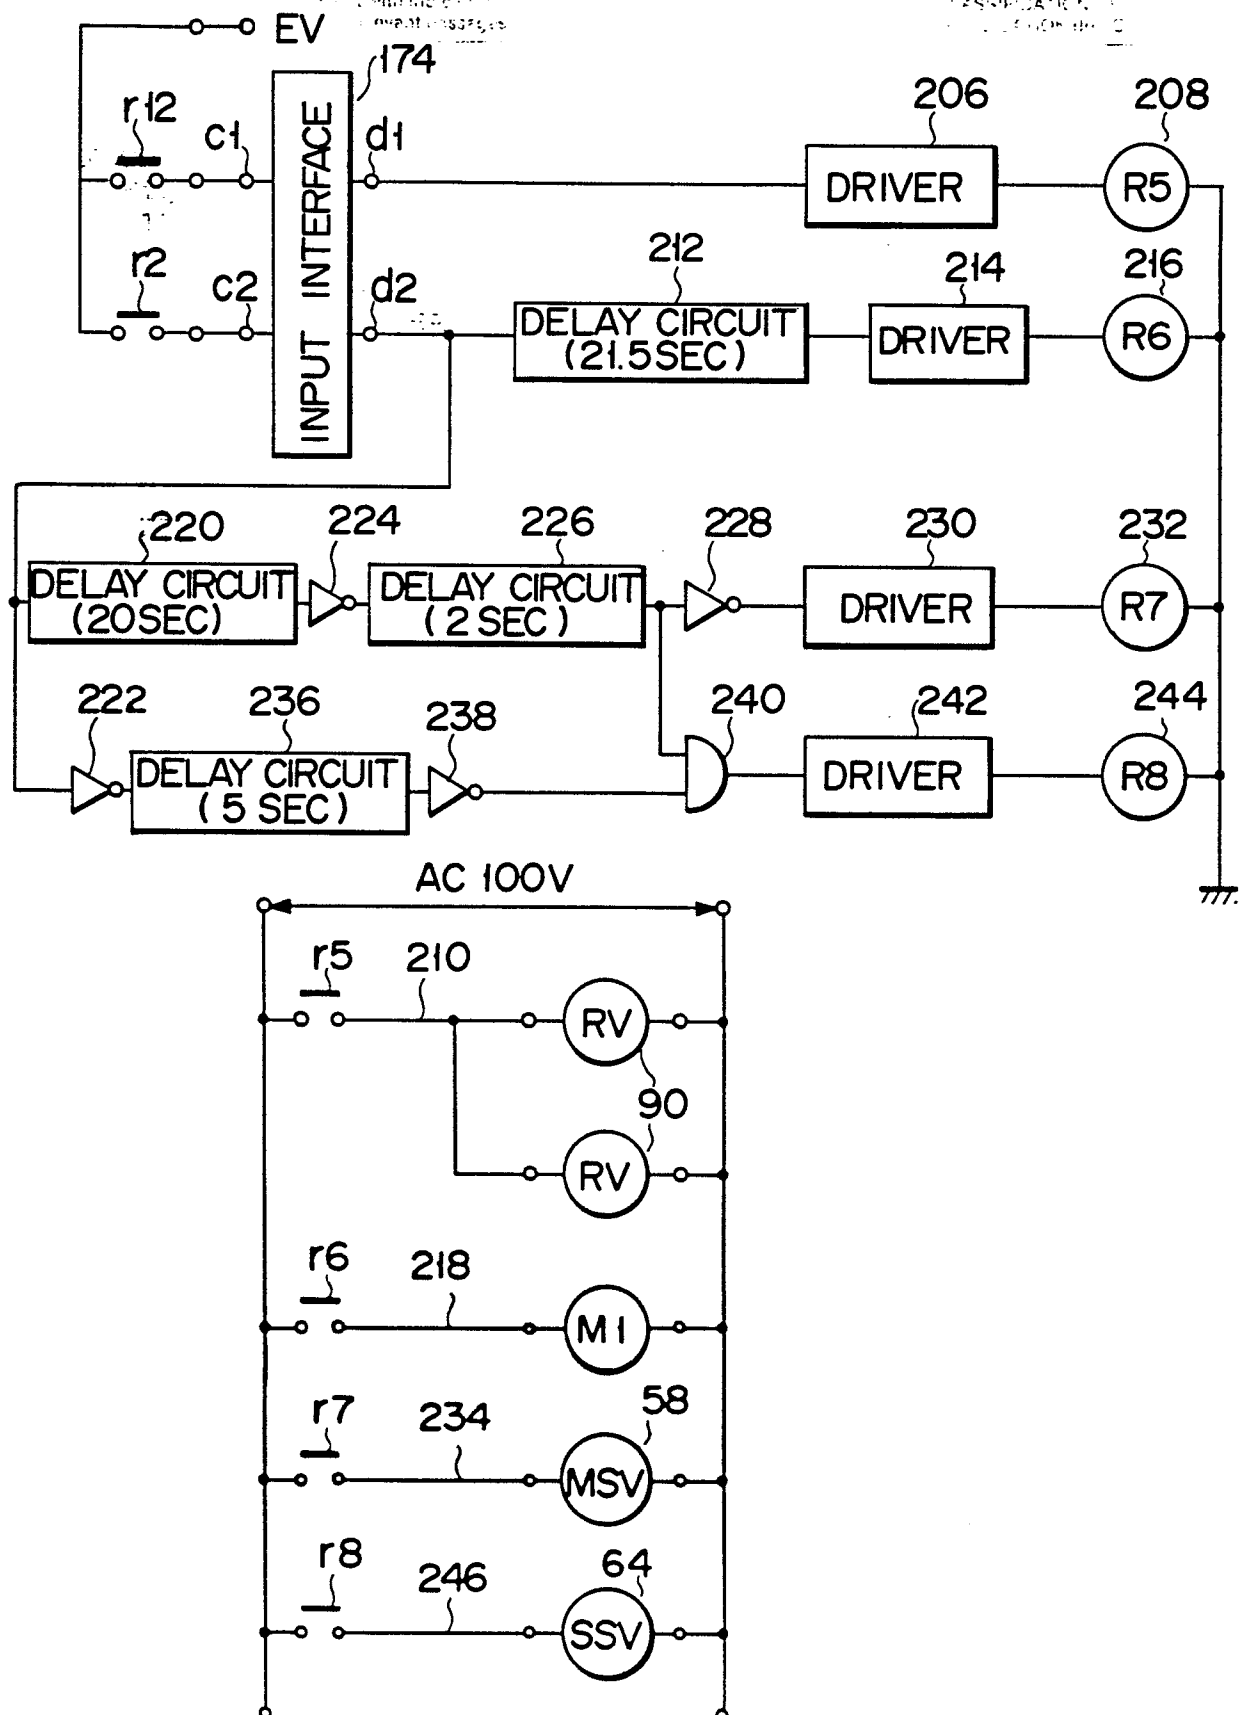 EV
174
r12
c1
d1
206
208
INPUT INTERFACE
DRIVER
R5
r2
c2
d2
212
214
216
DELAY CIRCUIT
(21.5SEC)
DRIVER
R6
220
224
226
228
230
232
DELAY CIRCUIT
(20SEC)
DELAY CIRCUIT
(2SEC)
DRIVER
R7
222
236
238
240
242
244
DELAY CIRCUIT
(5 SEC)
DRIVER
R8
AC 100V
r5
210
RV
90
RV
r6
218
M1
r7
234
58
MSV
r8
246
64
SSV